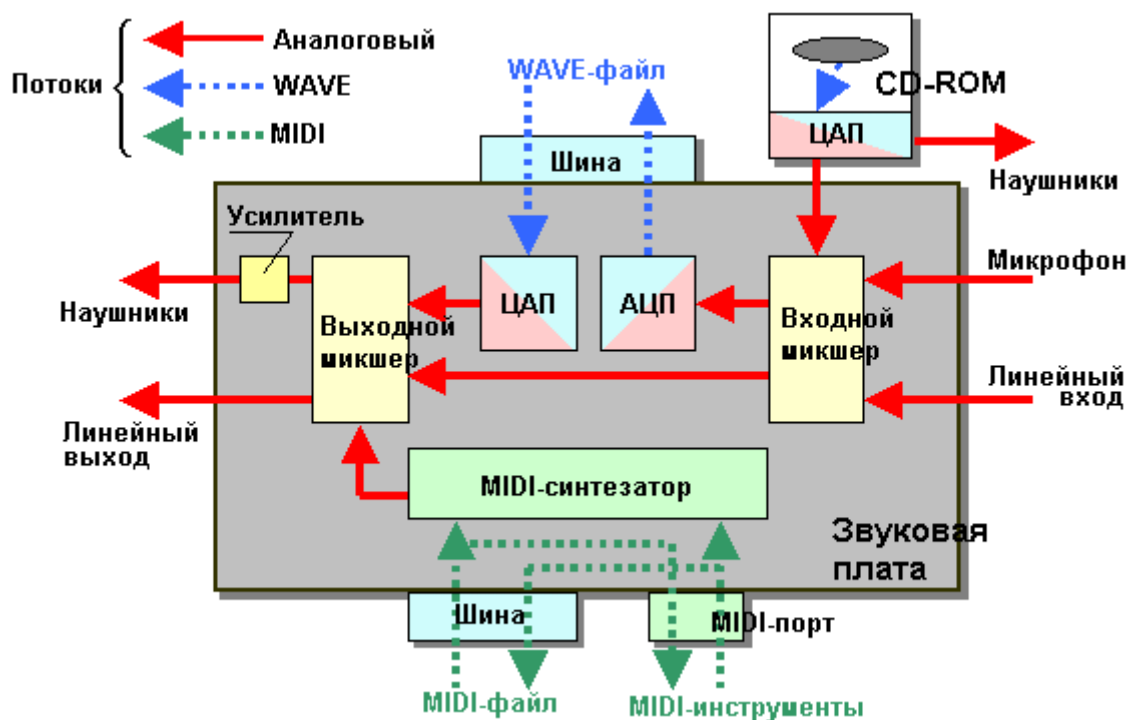 Потоки
Аналоговый
WAVE
MIDI
WAVE-файл
CD-ROM
ЦАП
Наушники
Шина
Усилитель
Микрофон
Наушники
Выходной
микшер
ЦАП
АЦП
Входной
микшер
Линейный
вход
Линейный
выход
MIDI-синтезатор
Звуковая
плата
Шина
MIDI-порт
MIDI-файл
MIDI-инструменты